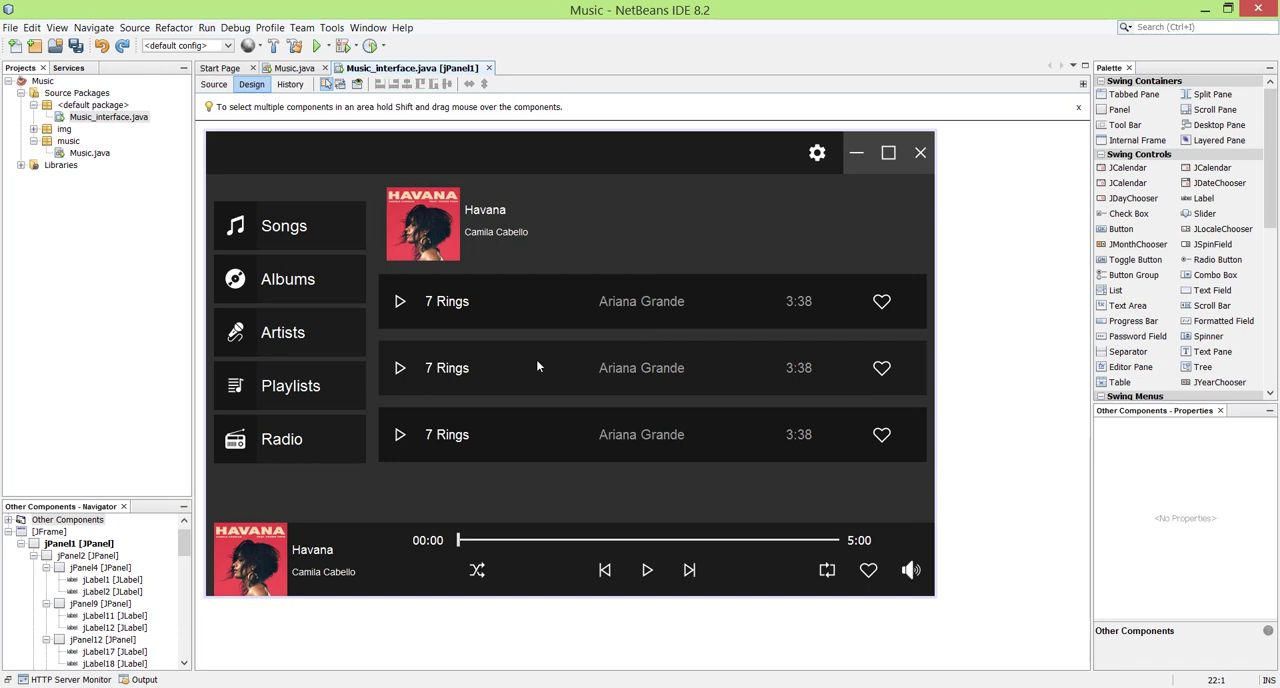 Music - NetBeans IDE 8.2
File Edit View Navigate Source Refactor Run Debug Profile Team Tools Window Help
Search (Ctrl+I)
<default config>
Projects Services
Music
Source Packages
<default package>
Music_interface.java
img
music
Music.java
Libraries
Start Page
Music.java
Music_interface.java [jPanel1]
Source Design History
To select multiple components in an area hold Shift and drag mouse over the components.
Songs
Albums
Artists
Playlists
Radio
HAVANA
Havana
Camila Cabello
7 Rings Ariana Grande 3:38
7 Rings Ariana Grande 3:38
7 Rings Ariana Grande 3:38
HAVANA
Havana
Camila Cabello
00:00 5:00
Palette
Swing Containers
Tabbed Pane Split Pane
Panel Scroll Pane
Tool Bar Desktop Pane
Internal Frame Layered Pane
Swing Controls
JCalendar JCalendar
JCalendar JDateChooser
JDayChooser label Label
Check Box Slider
Button JLocaleChooser
JMonthChooser JSpinField
Toggle Button Radio Button
Button Group Combo Box
List Text Field
Text Area Scroll Bar
Progress Bar Formatted Field
Password Field Spinner
Separator Text Pane
Editor Pane Tree
Table JYearChooser
Swing Menus
Other Components - Properties
<No Properties>
Other Components
Other Components - Navigator
Other Components
[JFrame]
jPanel1 [JPanel]
jPanel2 [JPanel]
jPanel4 [JPanel]
label jLabel1 [JLabel]
label jLabel2 [JLabel]
jPanel9 [JPanel]
label jLabel11 [JLabel]
label jLabel12 [JLabel]
jPanel12 [JPanel]
label jLabel17 [JLabel]
label jLabel18 [JLabel]
HTTP Server Monitor Output
22:1 INS